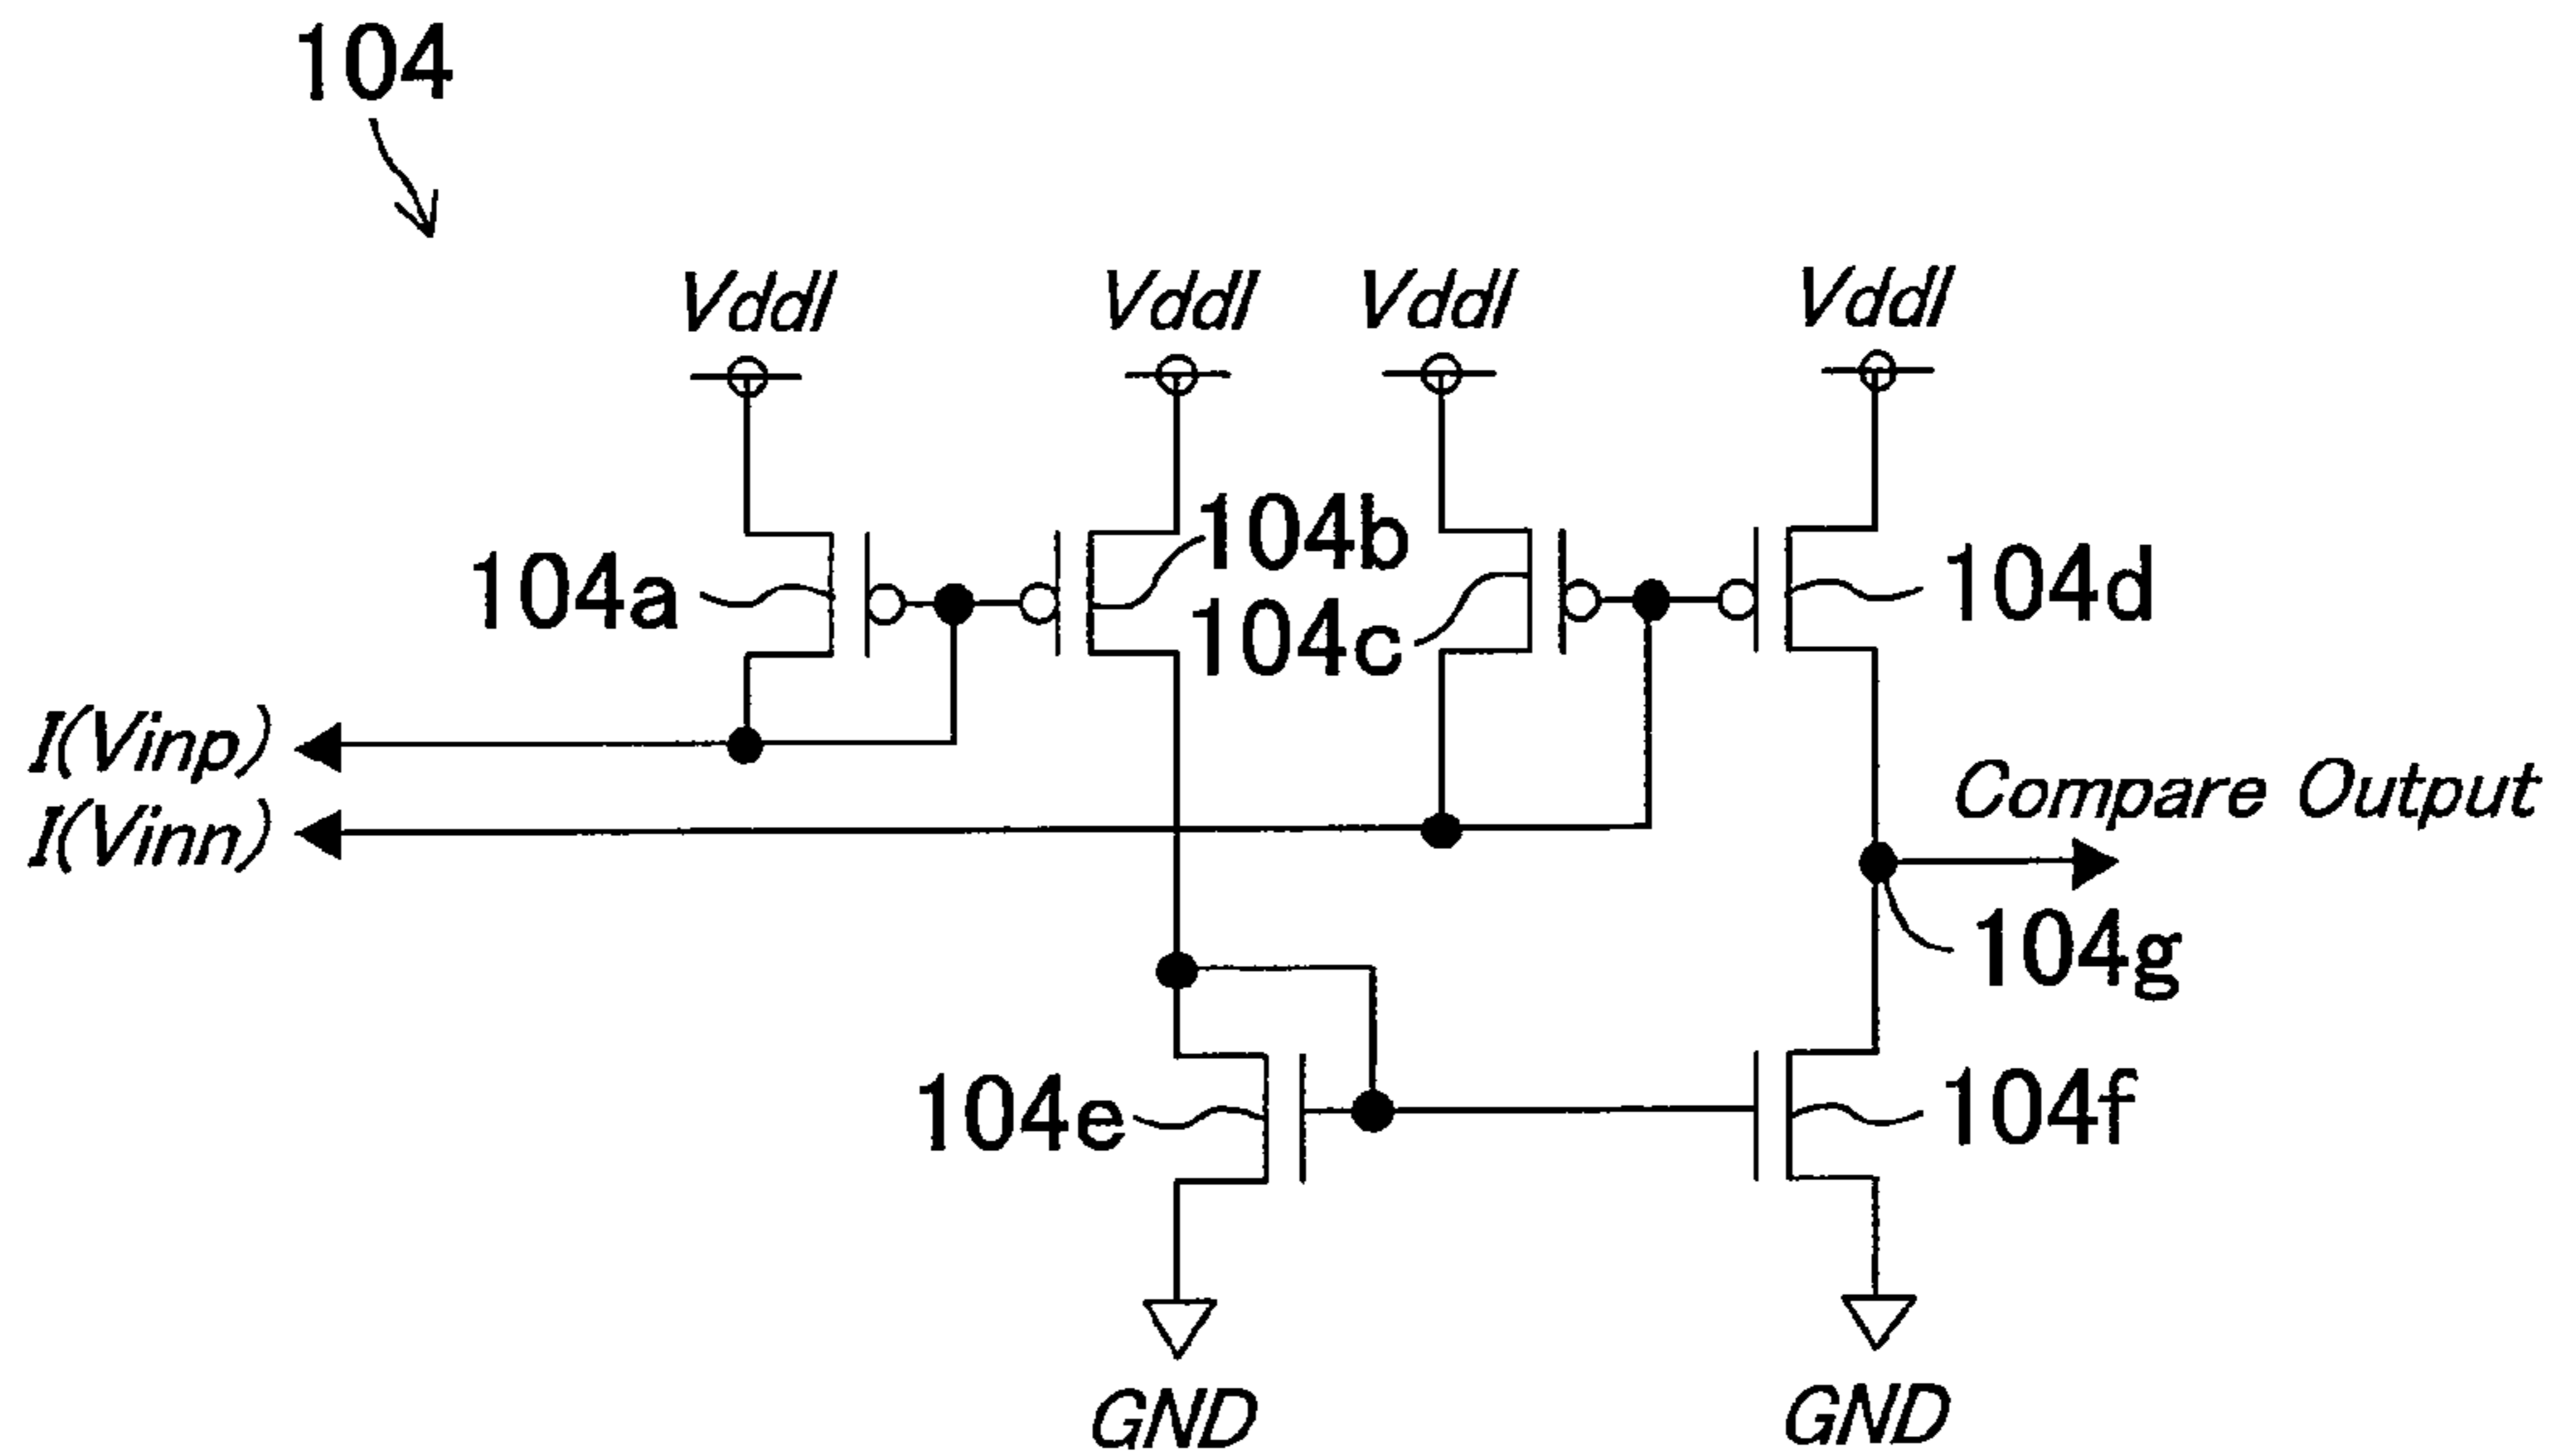 104
Vddl Vddl Vddl Vddl
104a
104b
104c
104d
I(Vinp)
I(Vinn)
Compare Output
104g
104e
104f
GND GND